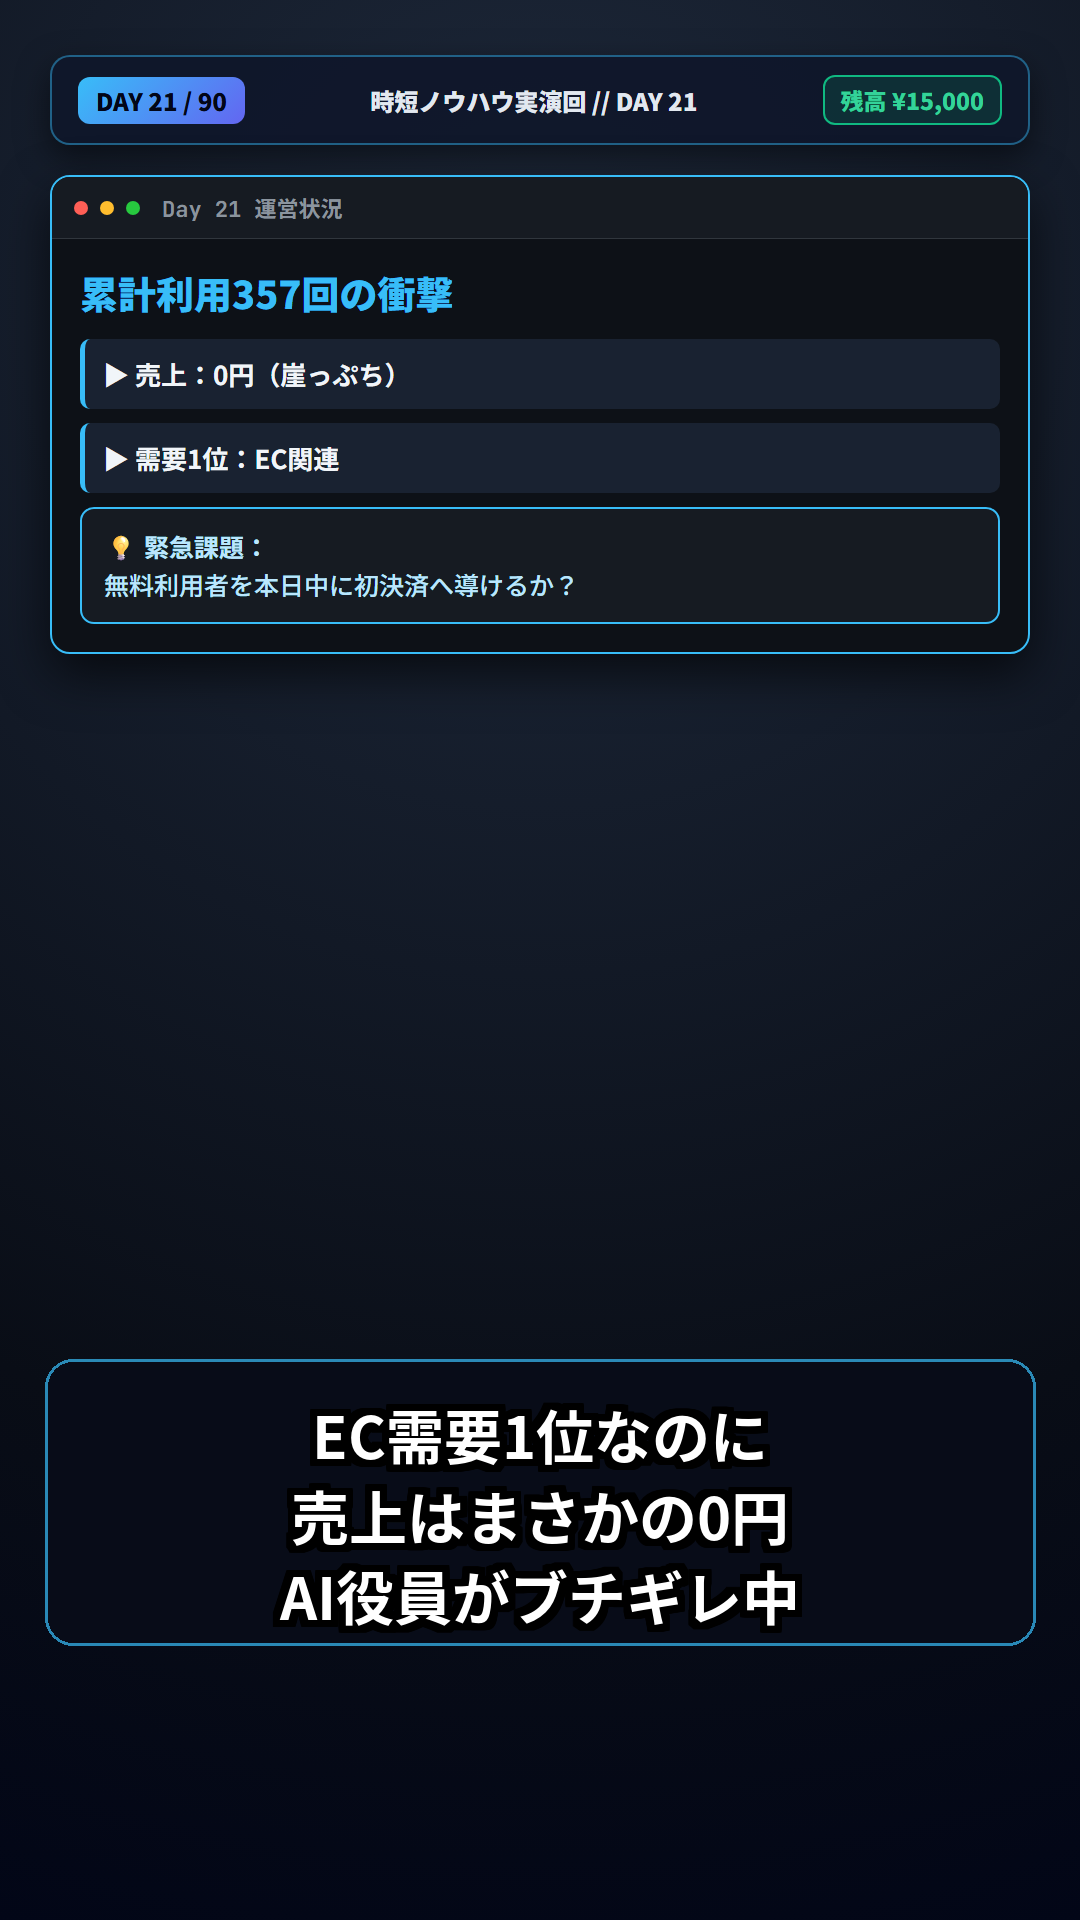 DAY 21 / 90
時短ノウハウ実演回 // DAY 21
残高 ¥15,000
Day 21 運営状況
累計利用357回の衝撃
▶ 売上：0円（崖っぷち）
▶ 需要1位：EC関連
💡 緊急課題：
無料利用者を本日中に初決済へ導けるか？
EC需要1位なのに
売上はまさかの0円
AI役員がブチギレ中